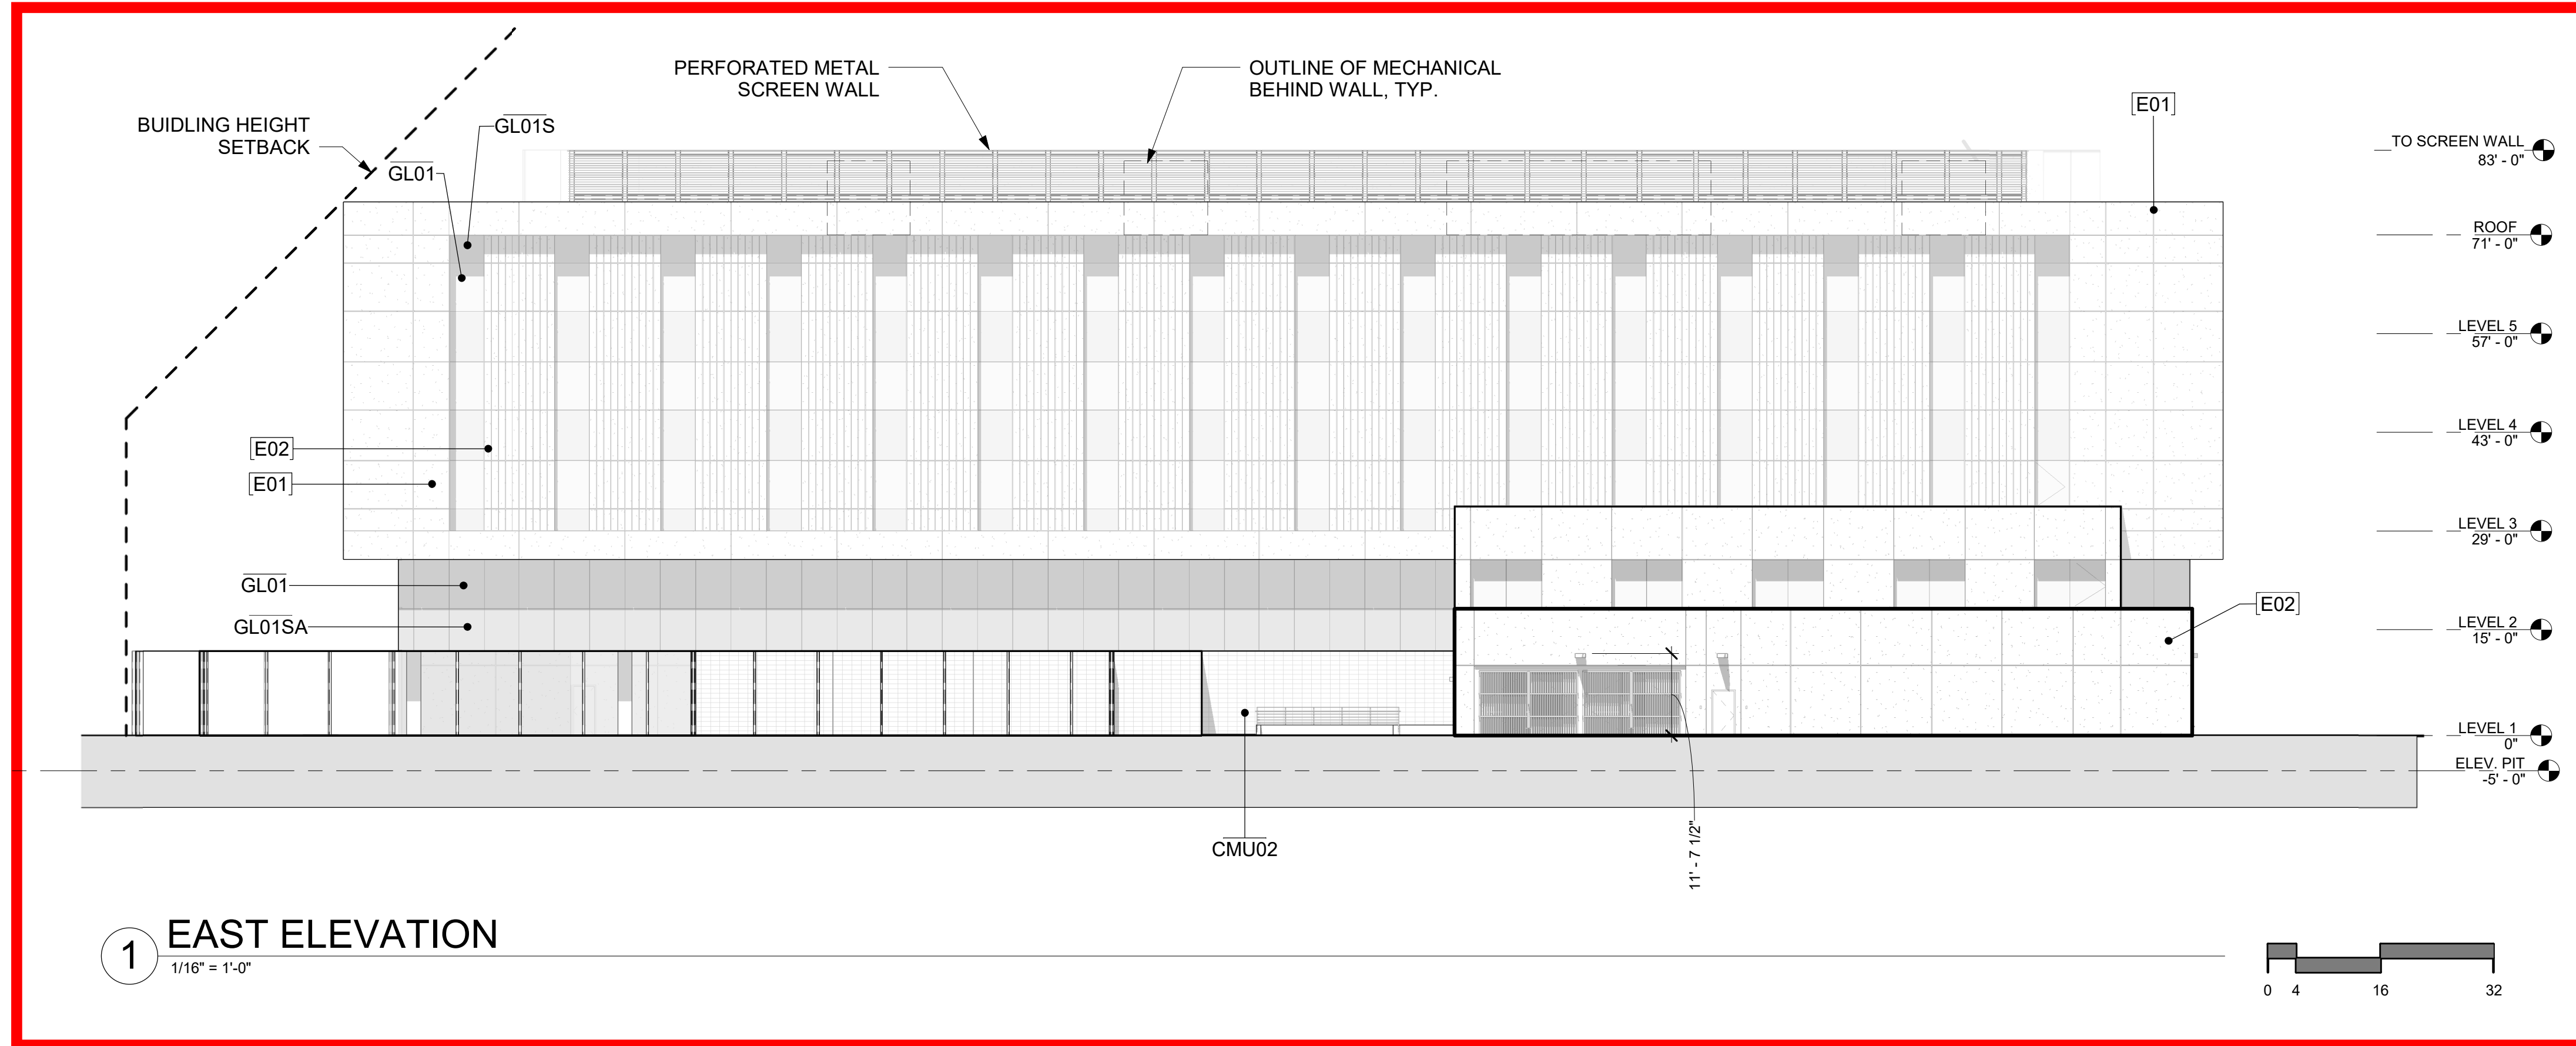 PERFORATED METAL
SCREEN WALL
OUTLINE OF MECHANICAL
BEHIND WALL, TYP.
BUIDLING HEIGHT
SETBACK
GL01S
GL01
E01
TO SCREEN WALL
83' - 0"
ROOF
71' - 0"
LEVEL 5
57' - 0"
LEVEL 4
43' - 0"
E02
E01
LEVEL 3
29' - 0"
GL01
GL01SA
E02
LEVEL 2
15' - 0"
LEVEL 1
0"
ELEV. PIT
-5' - 0"
CMU02
11' - 7 1/2"
1
EAST ELEVATION
1/16" = 1'-0"
0 4 16 32